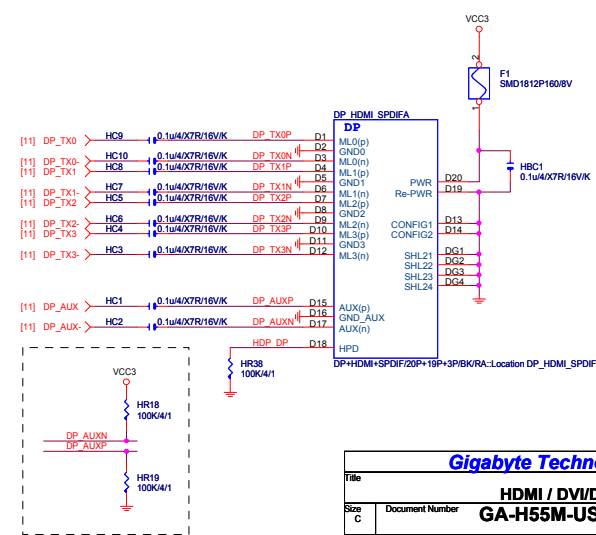 VCC3
2
F1
SMD1812P160/8V
1
DP_HDMI_SPDIFA
DP
[11] DP_TX0 HC9 0.1u/4/X7R/16V/K DP_TX0P D1 ML0(p)
D2 GND0
[11] DP_TX0- HC10 0.1u/4/X7R/16V/K DP_TX0N D3 ML0(n)
[11] DP_TX1 HC8 0.1u/4/X7R/16V/K DP_TX1P D4 ML1(p)
D5 GND1
[11] DP_TX1- HC7 0.1u/4/X7R/16V/K DP_TX1N D6 ML1(n)
[11] DP_TX2 HC5 0.1u/4/X7R/16V/K DP_TX2P D7 ML2(p)
D8 GND2
[11] DP_TX2- HC6 0.1u/4/X7R/16V/K DP_TX2N D9 ML2(n)
[11] DP_TX3 HC4 0.1u/4/X7R/16V/K DP_TX3P D10 ML3(p)
D11 GND3
[11] DP_TX3- HC3 0.1u/4/X7R/16V/K DP_TX3N D12 ML3(n)
HBC1
0.1u/4/X7R/16V/K
PWR D20
Re-PWR D19
CONFIG1 D13
CONFIG2 D14
SHL21 DG1
SHL22 DG2
SHL23 DG3
SHL24 DG4
[11] DP_AUX HC1 0.1u/4/X7R/16V/K DP_AUXP D15 AUX(p)
D16 GND_AUX
[11] DP_AUX- HC2 0.1u/4/X7R/16V/K DP_AUXN D17 AUX(n)
HDP_DP D18 HPD
DP+HDMI+SPDIF/20P+19P+3P/BK/RA::Location DP_HDMI_SPDIF
HR38
100K/4/1
VCC3
HR18
100K/4/1
DP_AUXN
DP_AUXP
HR19
100K/4/1
Gigabyte Techn
Title
HDMI / DVI/D
Size
C
Document Number
GA-H55M-US